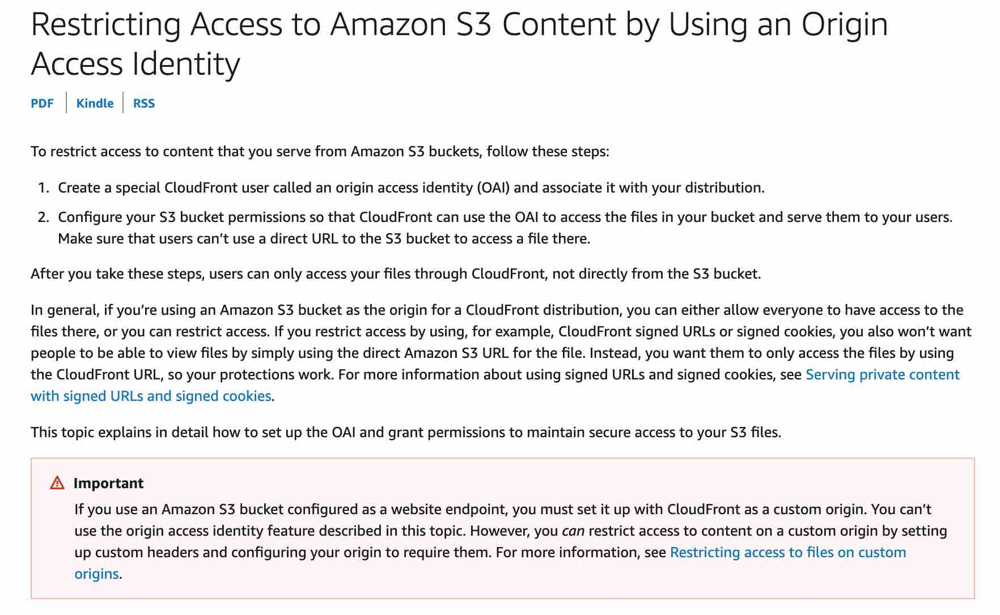 Restricting Access to Amazon S3 Content by Using an Origin
Access Identity
PDF | Kindle | RSS
To restrict access to content that you serve from Amazon S3 buckets, follow these steps:
1. Create a special CloudFront user called an origin access identity (OAI) and associate it with your distribution.
2. Configure your S3 bucket permissions so that CloudFront can use the OAI to access the files in your bucket and serve them to your users.
Make sure that users can’t use a direct URL to the S3 bucket to access a file there.
After you take these steps, users can only access your files through CloudFront, not directly from the S3 bucket.
In general, if you’re using an Amazon S3 bucket as the origin for a CloudFront distribution, you can either allow everyone to have access to the
files there, or you can restrict access. If you restrict access by using, for example, CloudFront signed URLs or signed cookies, you also won’t want
people to be able to view files by simply using the direct Amazon S3 URL for the file. Instead, you want them to only access the files by using
the CloudFront URL, so your protections work. For more information about using signed URLs and signed cookies, see Serving private content
with signed URLs and signed cookies.
This topic explains in detail how to set up the OAI and grant permissions to maintain secure access to your S3 files.
Important
If you use an Amazon S3 bucket configured as a website endpoint, you must set it up with CloudFront as a custom origin. You can’t
use the origin access identity feature described in this topic. However, you can restrict access to content on a custom origin by setting
up custom headers and configuring your origin to require them. For more information, see Restricting access to files on custom
origins.